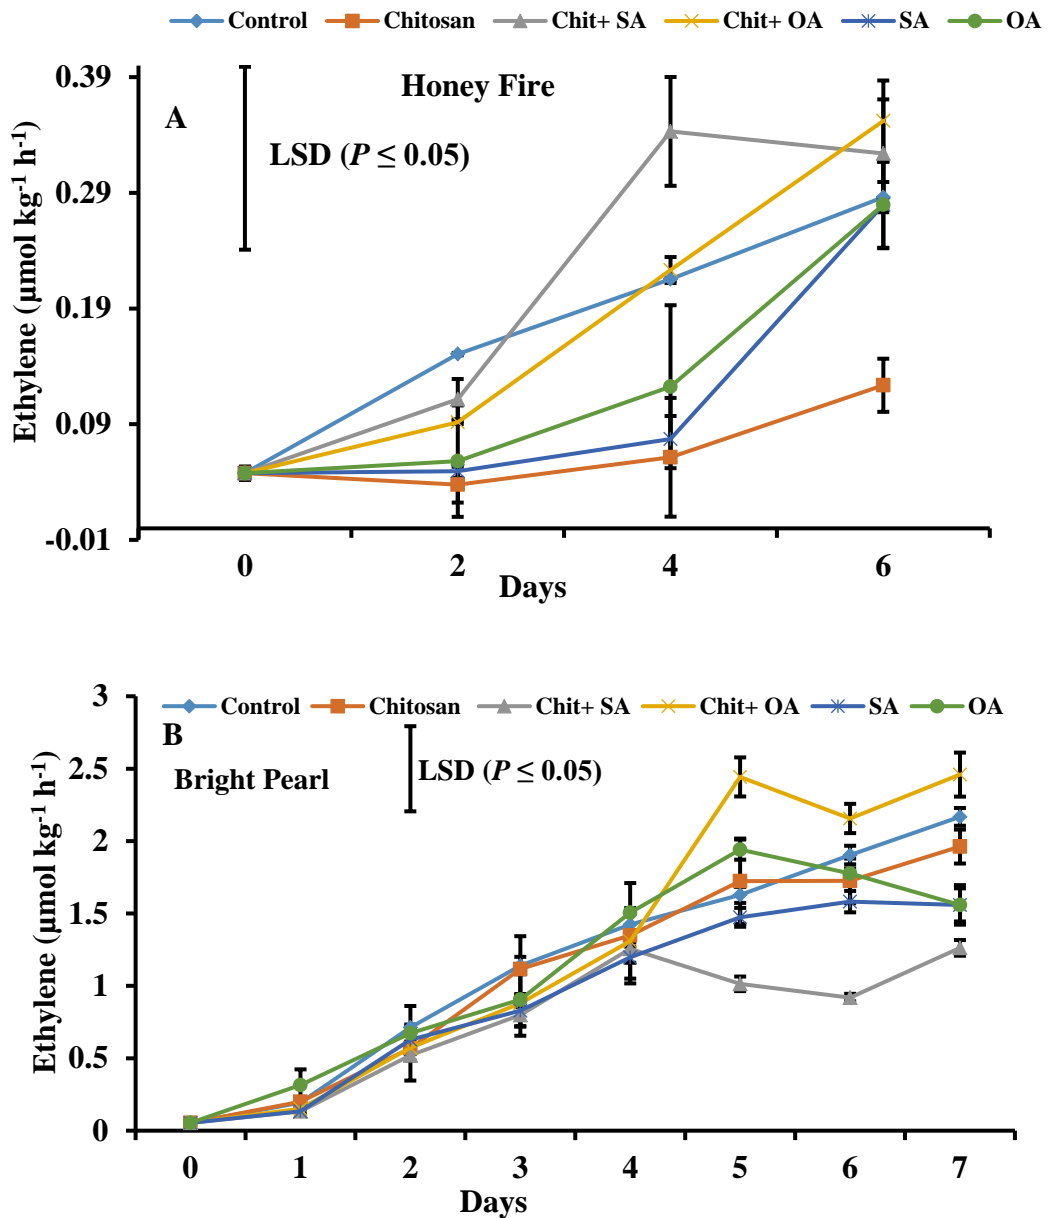 Control Chitosan Chit+ SA Chit+ OA SA OA
0.39
0.29
0.19
0.09
-0.01
Ethylene (µmol kg⁻¹ h⁻¹)
A
Honey Fire
LSD (P ≤ 0.05)
0 2 4 6
Days
Control Chitosan Chit+ SA Chit+ OA SA OA
3
2.5
2
1.5
1
0.5
0
Ethylene (µmol kg⁻¹ h⁻¹)
B
Bright Pearl
LSD (P ≤ 0.05)
0 1 2 3 4 5 6 7
Days